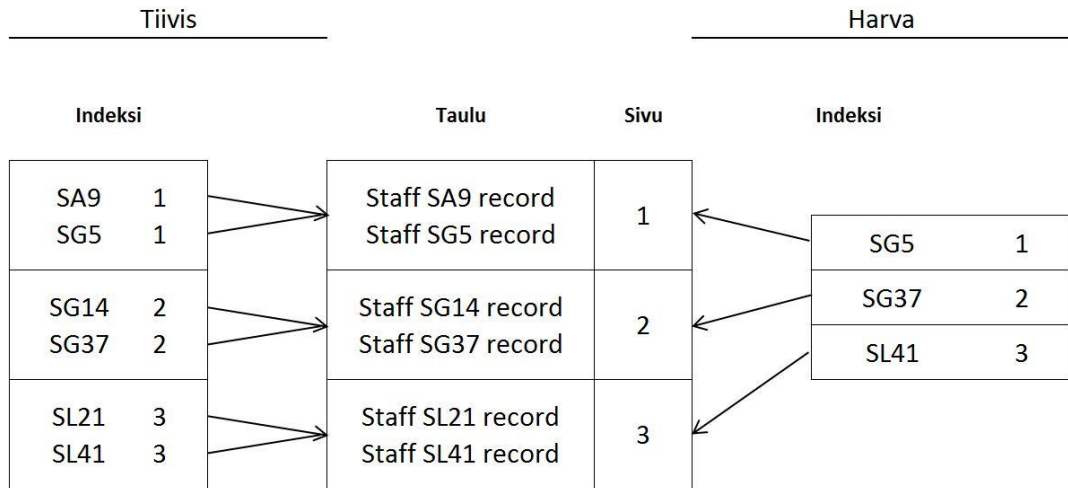 Tiivis
Harva
Indeksi
Taulu
Sivu
Indeksi
SA9 1
SG5 1
Staff SA9 record
Staff SG5 record
1
SG5 1
SG14 2
SG37 2
Staff SG14 record
Staff SG37 record
2
SG37 2
SL41 3
SL21 3
SL41 3
Staff SL21 record
Staff SL41 record
3